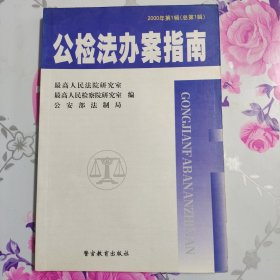 2000年第1辑(总第1辑)
公检法办案指南
最高人民法院研究室
最高人民检察院研究室 编
公安部法制局
GONGJIANFABANANZHINAN
警官教育出版社